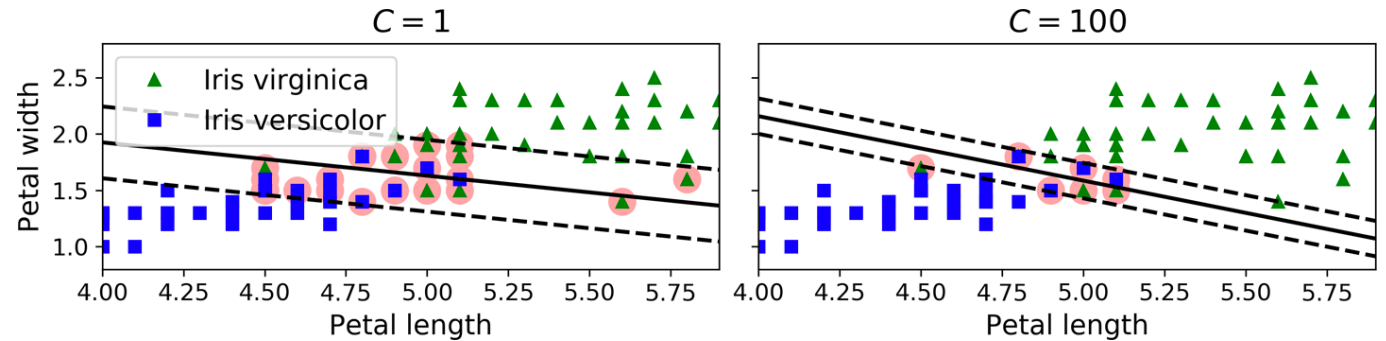 C = 1
Petal width
2.5
2.0
1.5
1.0
Iris virginica
Iris versicolor
4.00 4.25 4.50 4.75 5.00 5.25 5.50 5.75
Petal length
C = 100
4.00 4.25 4.50 4.75 5.00 5.25 5.50 5.75
Petal length